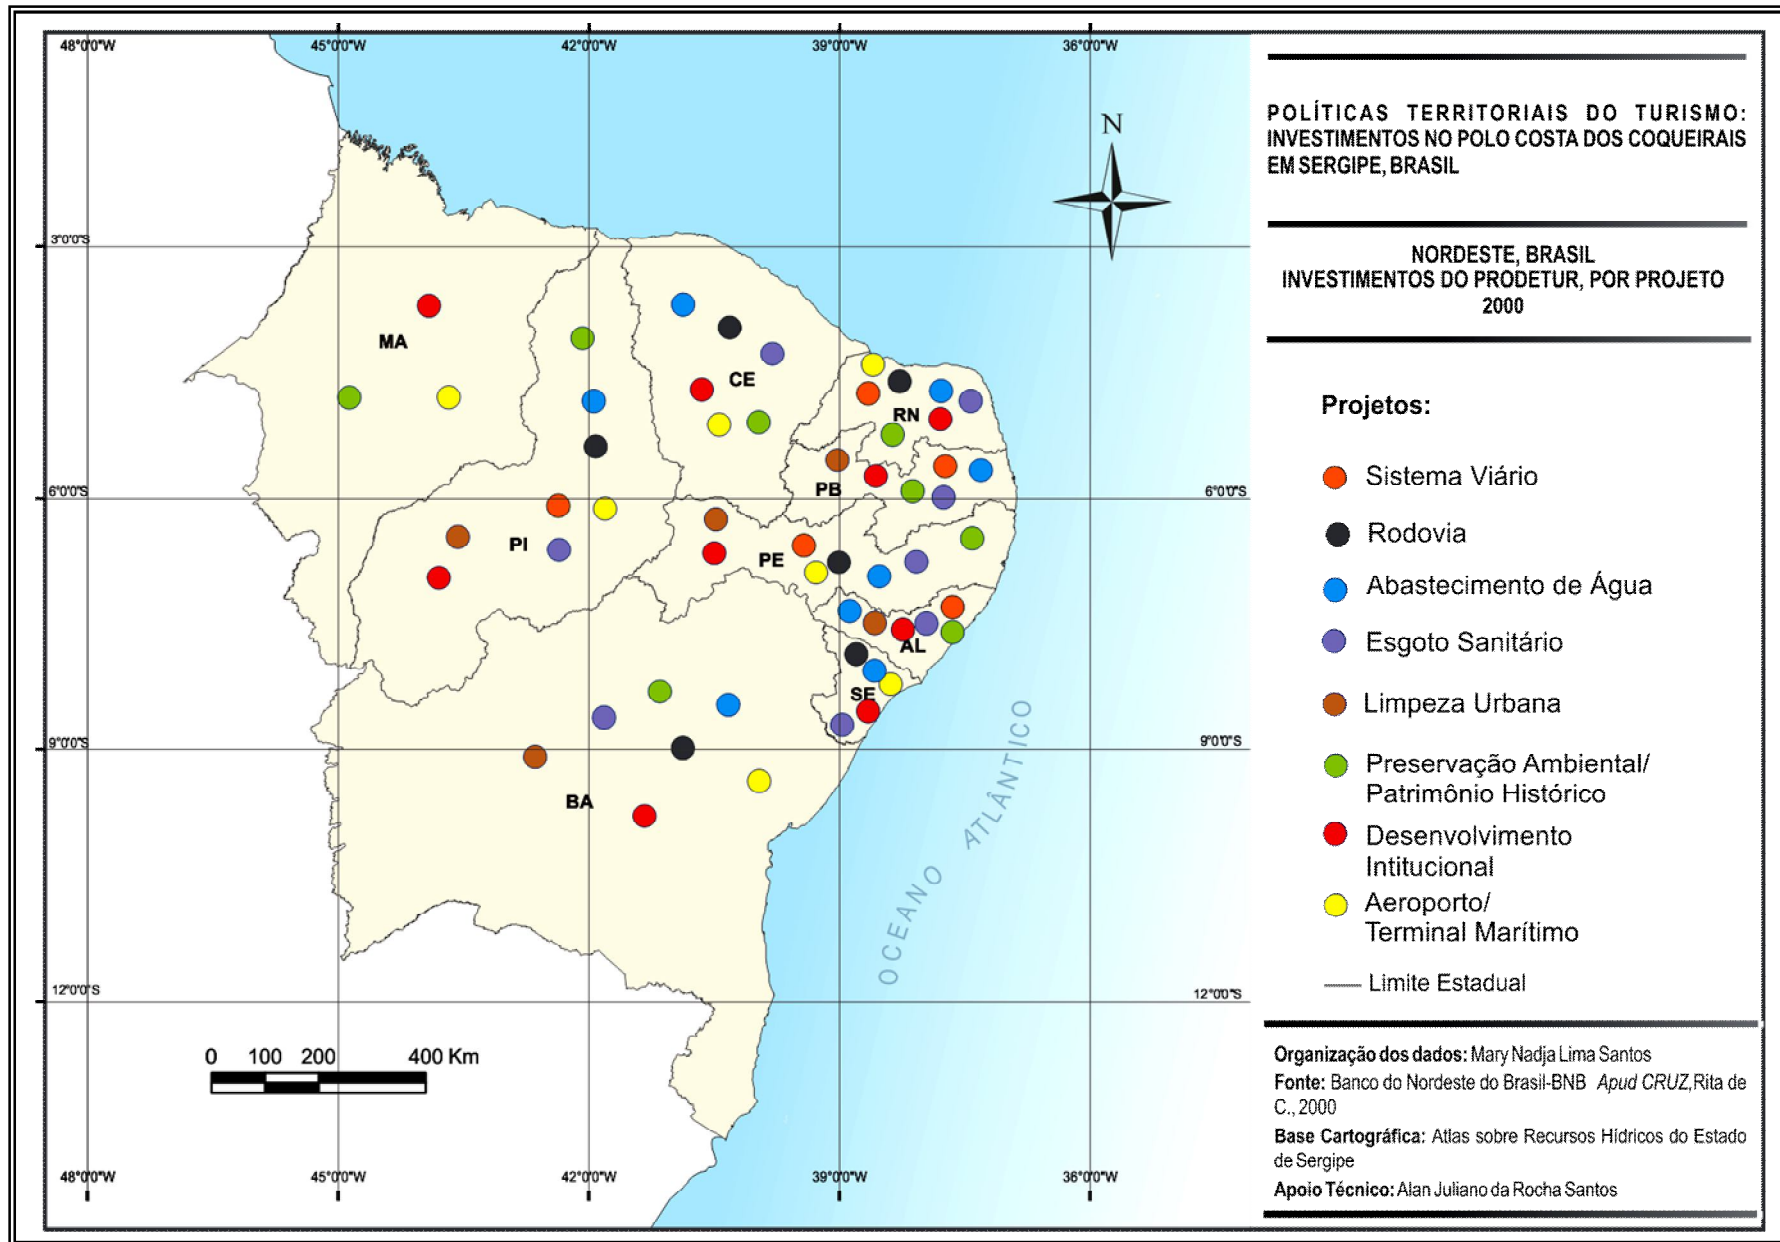 48°0'0"W 45°0'0"W 42°0'0"W 39°0'0"W 36°0'0"W
N
3°0'0"S
MA
CE
RN
PB
6°0'0"S 6°0'0"S
PI
PE
AL
SE
9°0'0"S 9°0'0"S
BA
OCEANO ATLÂNTICO
12°0'0"S 12°0'0"S
0 100 200 400 Km
48°0'0"W 45°0'0"W 42°0'0"W 39°0'0"W 36°0'0"W
POLÍTICAS TERRITORIAIS DO TURISMO:
INVESTIMENTOS NO POLO COSTA DOS COQUEIRAIS
EM SERGIPE, BRASIL
NORDESTE, BRASIL
INVESTIMENTOS DO PRODETUR, POR PROJETO
2000
Projetos:
Sistema Viário
Rodovia
Abastecimento de Água
Esgoto Sanitário
Limpeza Urbana
Preservação Ambiental/
Patrimônio Histórico
Desenvolvimento
Intitucional
Aeroporto/
Terminal Marítimo
Limite Estadual
Organização dos dados: Mary Nadja Lima Santos
Fonte: Banco do Nordeste do Brasil-BNB Apud CRUZ,Rita de
C., 2000
Base Cartográfica: Atlas sobre Recursos Hídricos do Estado
de Sergipe
Apoio Técnico: Alan Juliano da Rocha Santos